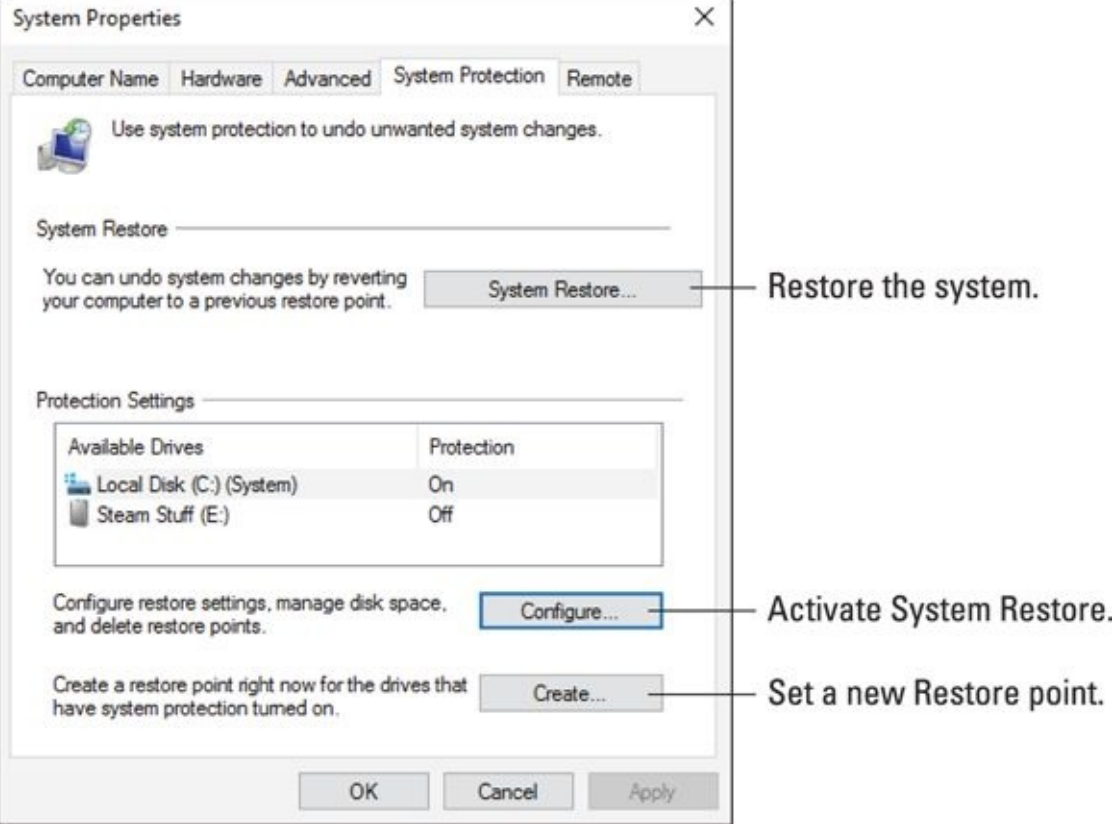 System Properties
Computer Name Hardware Advanced System Protection Remote
Use system protection to undo unwanted system changes.
System Restore
You can undo system changes by reverting
your computer to a previous restore point.
System Restore...
Restore the system.
Protection Settings
Available Drives Protection
Local Disk (C:) (System) On
Steam Stuff (E:) Off
Configure restore settings, manage disk space,
and delete restore points.
Configure...
Activate System Restore.
Create a restore point right now for the drives that
have system protection turned on.
Create...
Set a new Restore point.
OK Cancel Apply